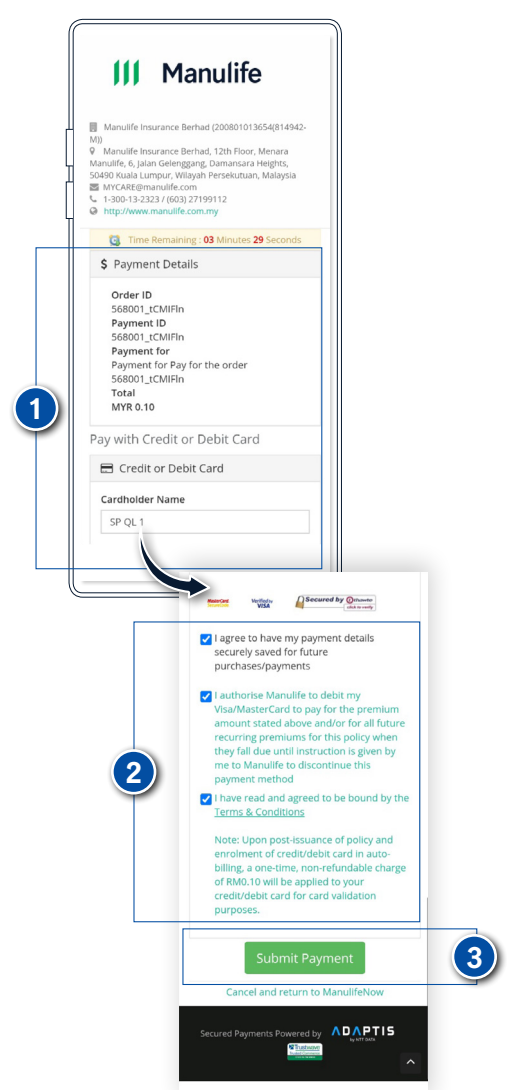 Manulife
Manulife Insurance Berhad (200801013654(814942-
M))
Manulife Insurance Berhad, 12th Floor, Menara
Manulife, 6, Jalan Gelenggang, Damansara Heights,
50490 Kuala Lumpur, Wilayah Persekutuan, Malaysia
MYCARE@manulife.com
1-300-13-2323 / (603) 27199112
http://www.manulife.com.my
Time Remaining : 03 Minutes 29 Seconds
$ Payment Details
Order ID
568001_tCMIFln
Payment ID
568001_tCMIFln
Payment for
Payment for Pay for the order
568001_tCMIFln
Total
MYR 0.10
1
Pay with Credit or Debit Card
Credit or Debit Card
Cardholder Name
SP QL 1
MasterCard
SecureCode
Verified by
VISA
Secured by thawte
click to verify
I agree to have my payment details
securely saved for future
purchases/payments
I authorise Manulife to debit my
Visa/MasterCard to pay for the premium
amount stated above and/or for all future
recurring premiums for this policy when
they fall due until instruction is given by
me to Manulife to discontinue this
payment method
2
I have read and agreed to be bound by the
Terms & Conditions
Note: Upon post-issuance of policy and
enrolment of credit/debit card in auto-
billing, a one-time, non-refundable charge
of RM0.10 will be applied to your
credit/debit card for card validation
purposes.
Submit Payment
3
Cancel and return to ManulifeNow
Secured Payments Powered by ADAPTIS
by NTT DATA
Trustwave